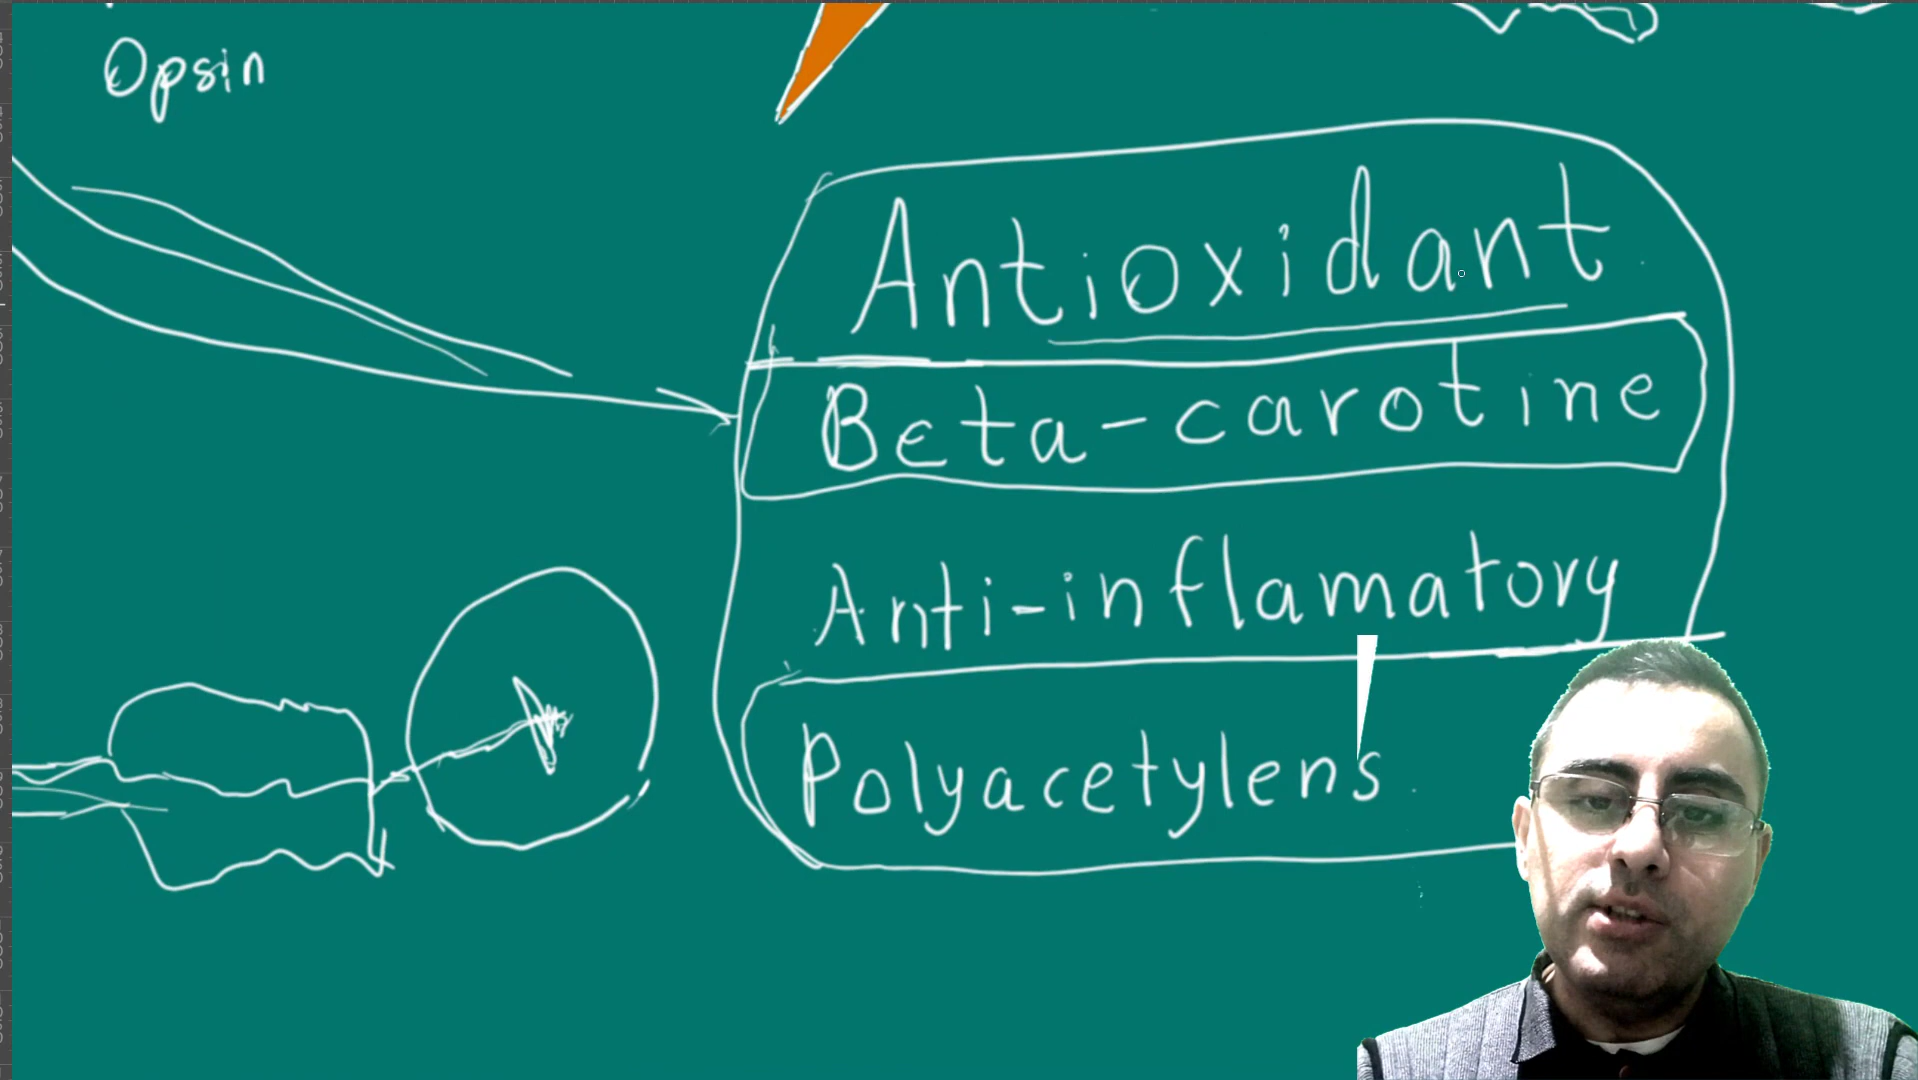 Opsin
Antioxidant
Beta-carotine
Anti-inflamatory
Polyacetylens